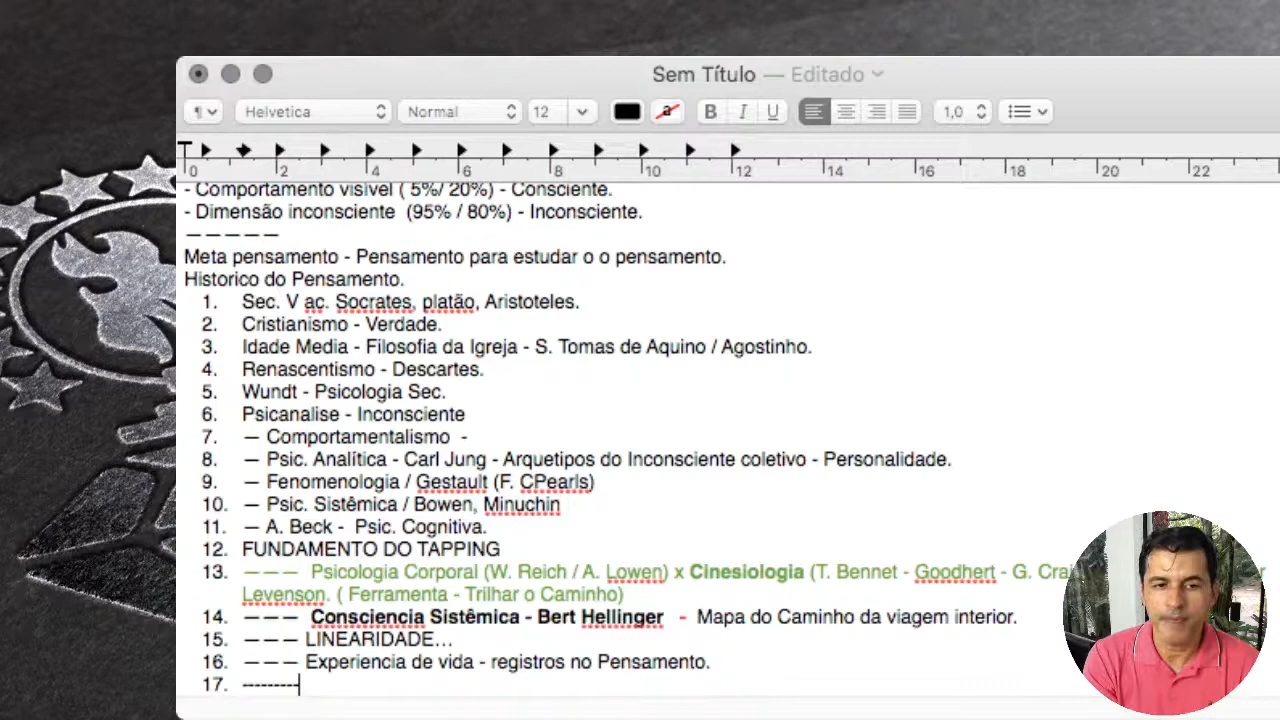 Sem Título — Editado
¶ Helvetica Normal 12 a B I U 1,0
0 2 4 6 8 10 12 14 16 18 20 22
- Comportamento visível ( 5%/ 20%) - Consciente.
- Dimensão inconsciente (95% / 80%) - Inconsciente.
—————
Meta pensamento - Pensamento para estudar o o pensamento.
Historico do Pensamento.
1. Sec. V ac. Socrates, platão, Aristoteles.
2. Cristianismo - Verdade.
3. Idade Media - Filosofia da Igreja - S. Tomas de Aquino / Agostinho.
4. Renascentismo - Descartes.
5. Wundt - Psicologia Sec.
6. Psicanalise - Inconsciente
7. — Comportamentalismo -
8. — Psic. Analítica - Carl Jung - Arquetipos do Inconsciente coletivo - Personalidade.
9. — Fenomenologia / Gestault (F. CPearls)
10. — Psic. Sistêmica / Bowen, Minuchin
11. — A. Beck - Psic. Cognitiva.
12. FUNDAMENTO DO TAPPING
13. ——— Psicologia Corporal (W. Reich / A. Lowen) x Cinesiologia (T. Bennet - Goodhert - G. Crai
Levenson. ( Ferramenta - Trilhar o Caminho)
14. ——— Consciencia Sistêmica - Bert Hellinger - Mapa do Caminho da viagem interior.
15. ——— LINEARIDADE…
16. ——— Experiencia de vida - registros no Pensamento.
17. ---------